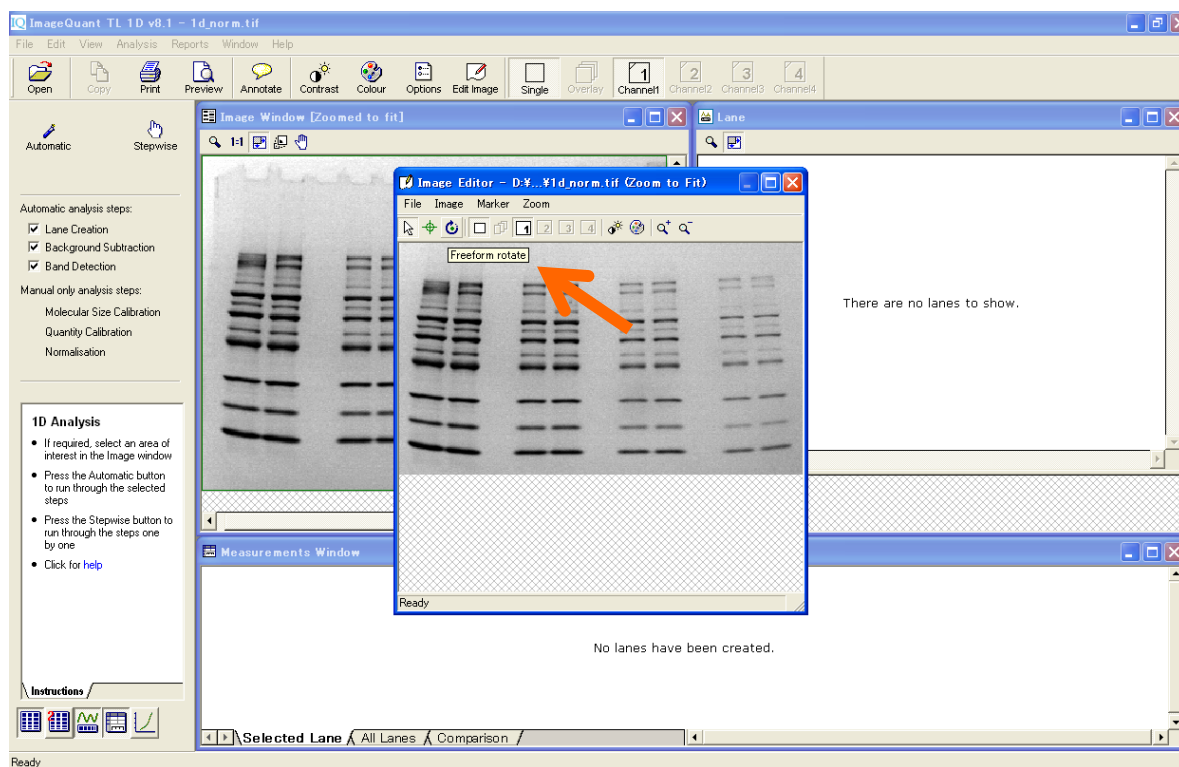 ImageQuant TL 1D v8.1 - 1d_norm.tif
File Edit View Analysis Reports Window Help
Open Copy Print Preview Annotate Contrast Colour Options Edit Image Single Overlay Channel1 Channel2 Channel3 Channel4
Automatic Stepwise
Automatic analysis steps:
Lane Creation
Background Subtraction
Band Detection
Manual only analysis steps:
Molecular Size Calibration
Quantity Calibration
Normalisation
1D Analysis
• If required, select an area of
interest in the Image window
• Press the Automatic button
to run through the selected
steps
• Press the Stepwise button to
run through the steps one
by one
• Click for help
Instructions
Image Window [Zoomed to fit]
1:1
Image Editor - D:¥...¥1d_norm.tif (Zoom to Fit)
File Image Marker Zoom
1 2 3 4
Freeform rotate
Ready
Lane
There are no lanes to show.
Measurements Window
No lanes have been created.
Selected Lane All Lanes Comparison
Ready